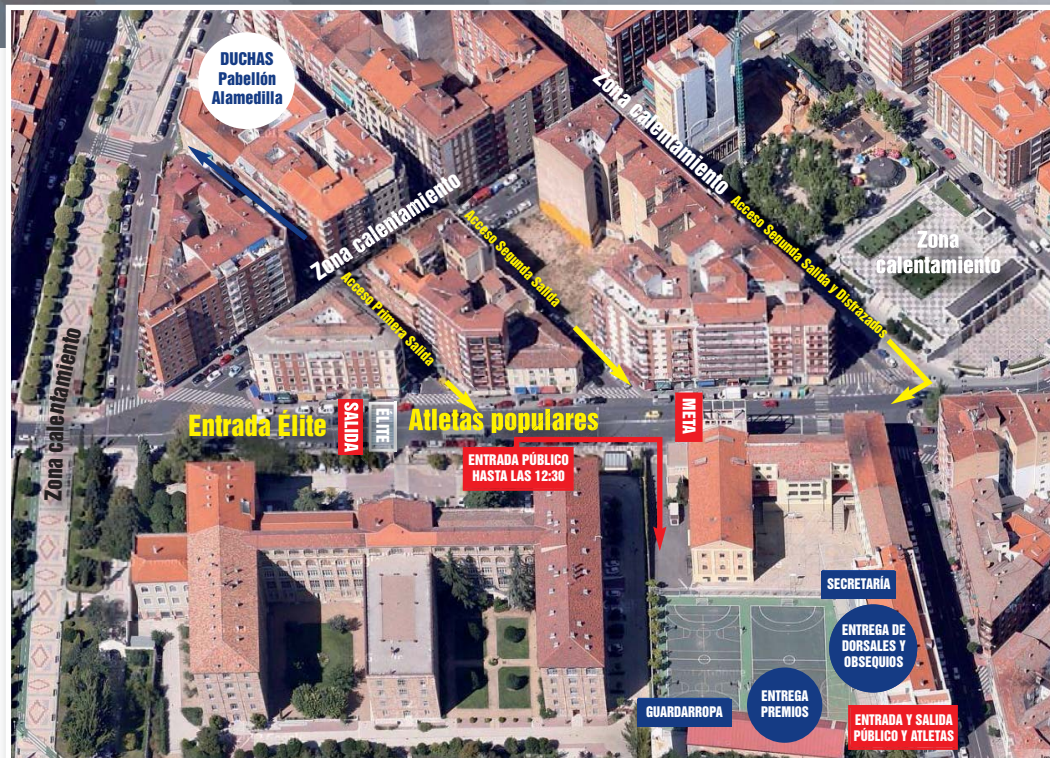 DUCHAS
Pabellón
Alamedilla
Zona calentamiento
Zona calentamiento
Acceso Segunda Salida y Disfrazados
Zona
calentamiento
Acceso Segunda Salida
Acceso Primera Salida
Zona calentamiento
Entrada Élite
SALIDA
ÉLITE
Atletas populares
META
ENTRADA PÚBLICO
HASTA LAS 12:30
SECRETARÍA
ENTREGA DE
DORSALES Y
OBSEQUIOS
ENTREGA
PREMIOS
GUARDARROPA
ENTRADA Y SALIDA
PÚBLICO Y ATLETAS